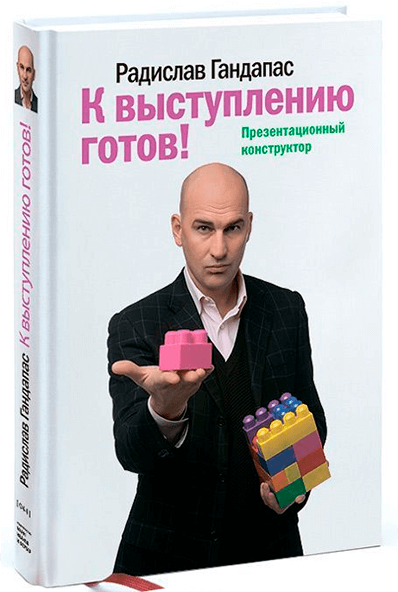 Радислав Гандапас
К выступлению
готов!
Презентационный
конструктор
Радислав Гандапас К выступлению готов!